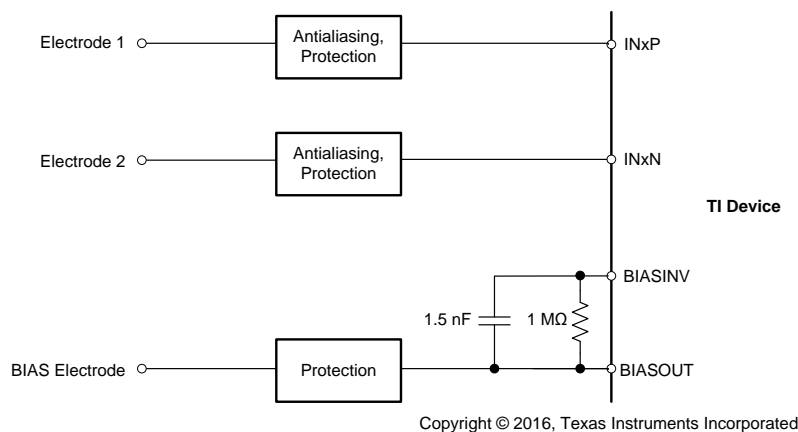 Electrode 1
Antialiasing,
Protection
INxP
Electrode 2
Antialiasing,
Protection
INxN
TI Device
BIASINV
1.5 nF
1 MΩ
BIAS Electrode
Protection
BIASOUT
Copyright © 2016, Texas Instruments Incorporated